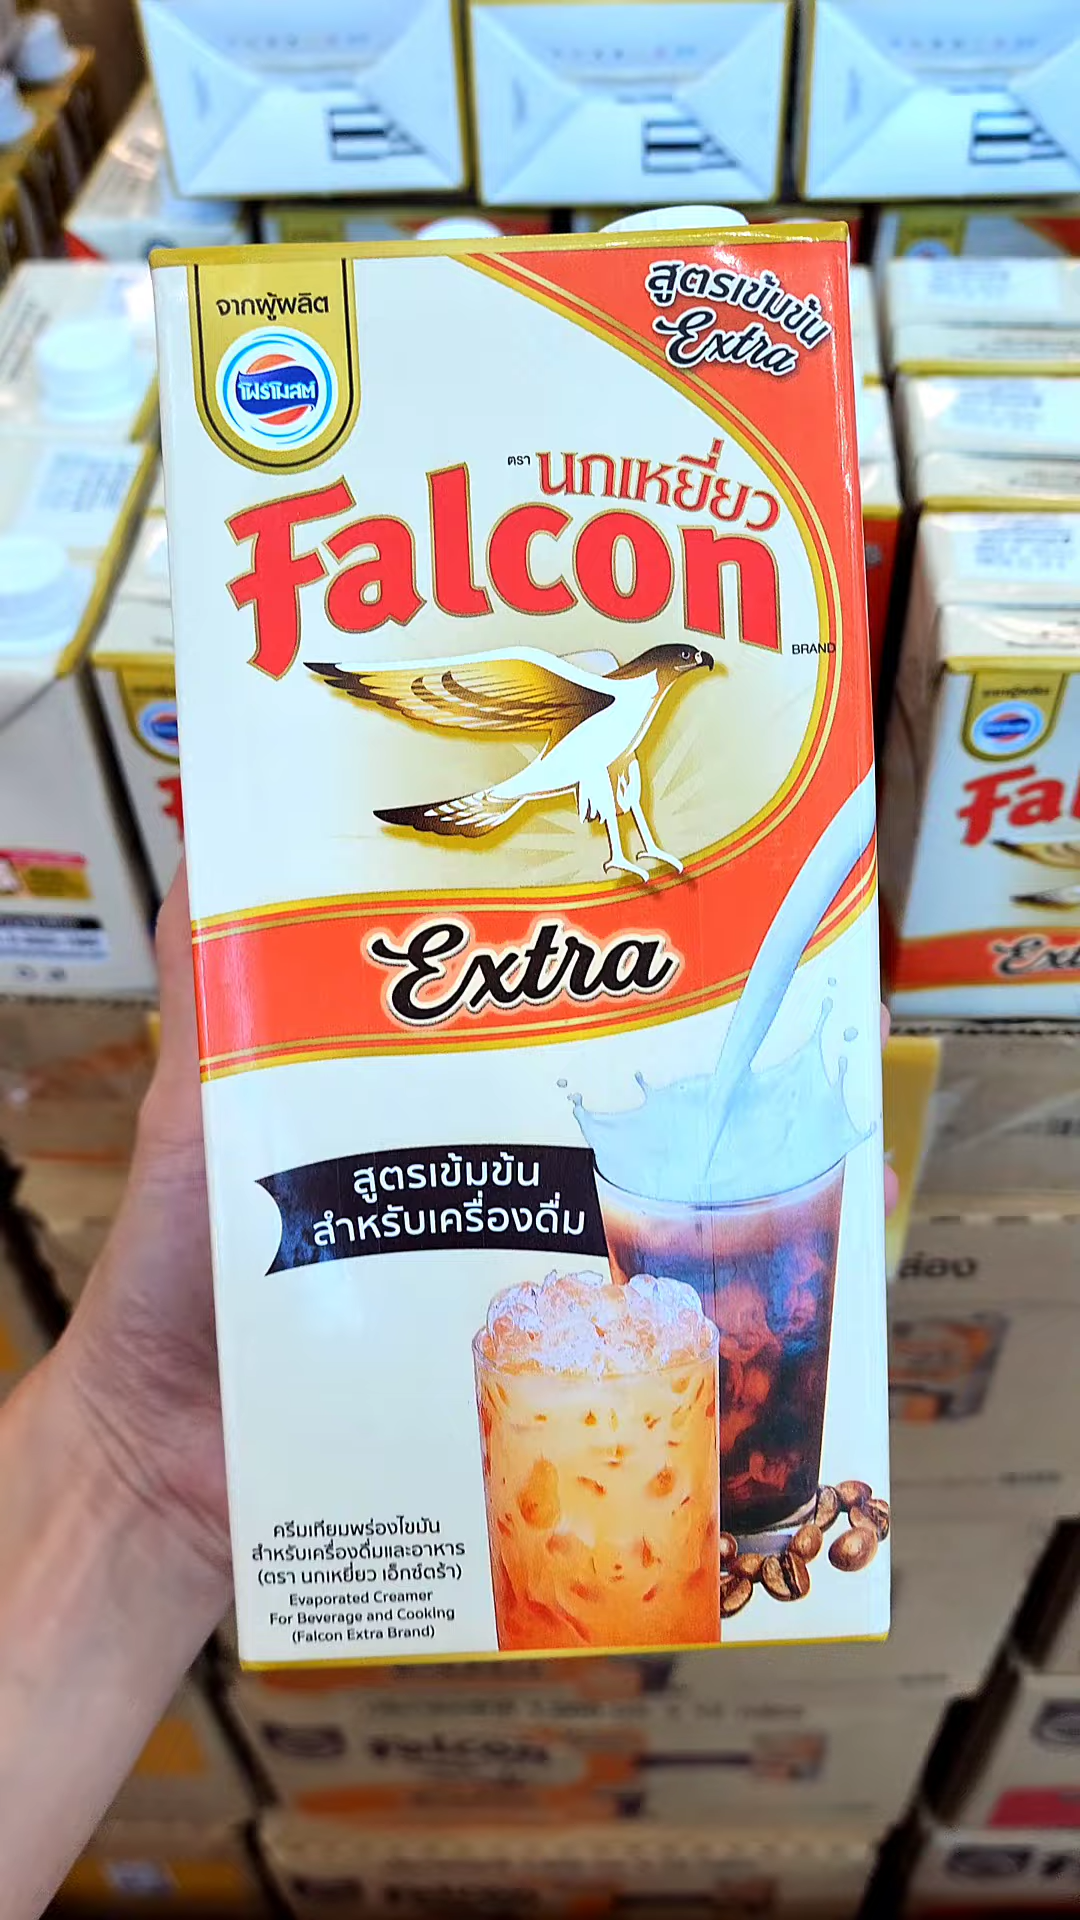 จากผู้ผลิต
โฟร์โมสต์
สูตรเข้มข้น
Extra
ตรา นกเหยี่ยว
Falcon
BRAND
Extra
สูตรเข้มข้น
สำหรับเครื่องดื่ม
ครีมเทียมพร่องไขมัน
สำหรับเครื่องดื่มและอาหาร
(ตรา นกเหยี่ยว เอ็กซ์ตร้า)
Evaporated Creamer
For Beverage and Cooking
(Falcon Extra Brand)
Fal
Ext